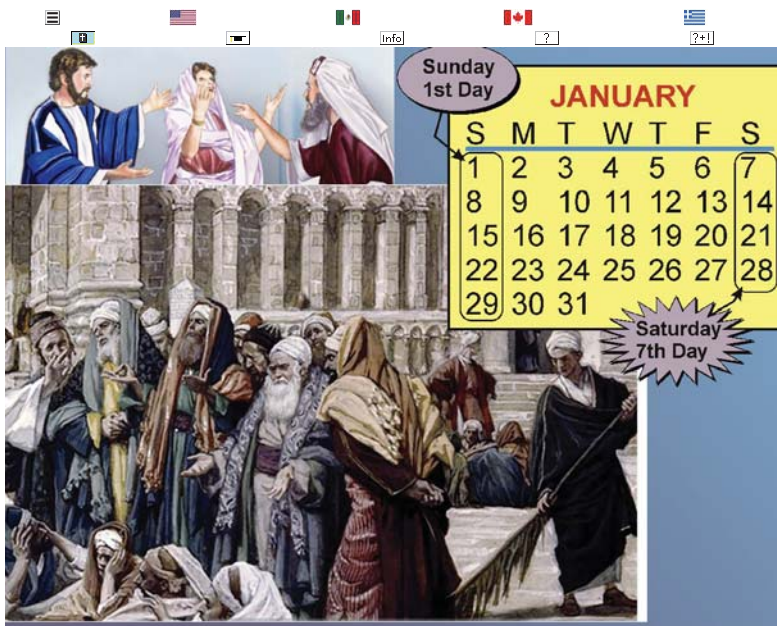 Info
?
?+!
Sunday
1st Day
JANUARY
S M T W T F S
1 2 3 4 5 6 7
8 9 10 11 12 13 14
15 16 17 18 19 20 21
22 23 24 25 26 27 28
29 30 31
Saturday
7th Day